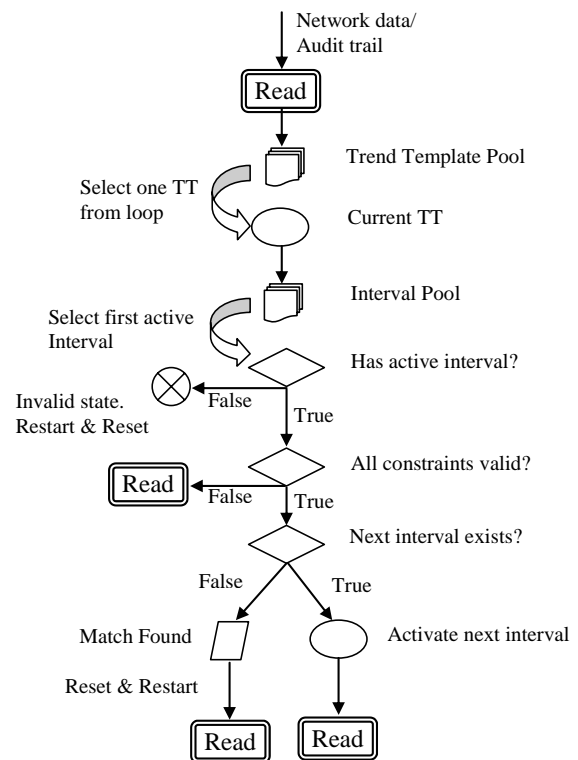 Network data/
Audit trail
Read
Trend Template Pool
Select one TT
from loop
Current TT
Interval Pool
Select first active
Interval
Has active interval?
False
Invalid state.
Restart & Reset
True
All constraints valid?
Read
False
True
Next interval exists?
False
True
Match Found
Activate next interval
Reset & Restart
Read
Read